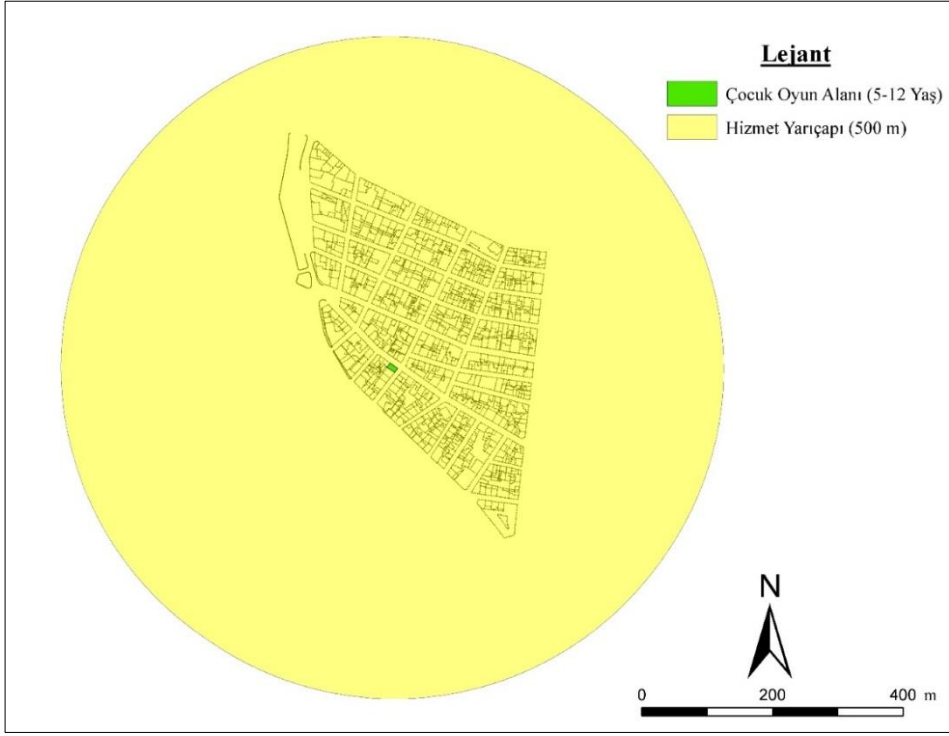 Lejant
Çocuk Oyun Alanı (5-12 Yaş)
Hizmet Yarıçapı (500 m)
N
0 200 400 m